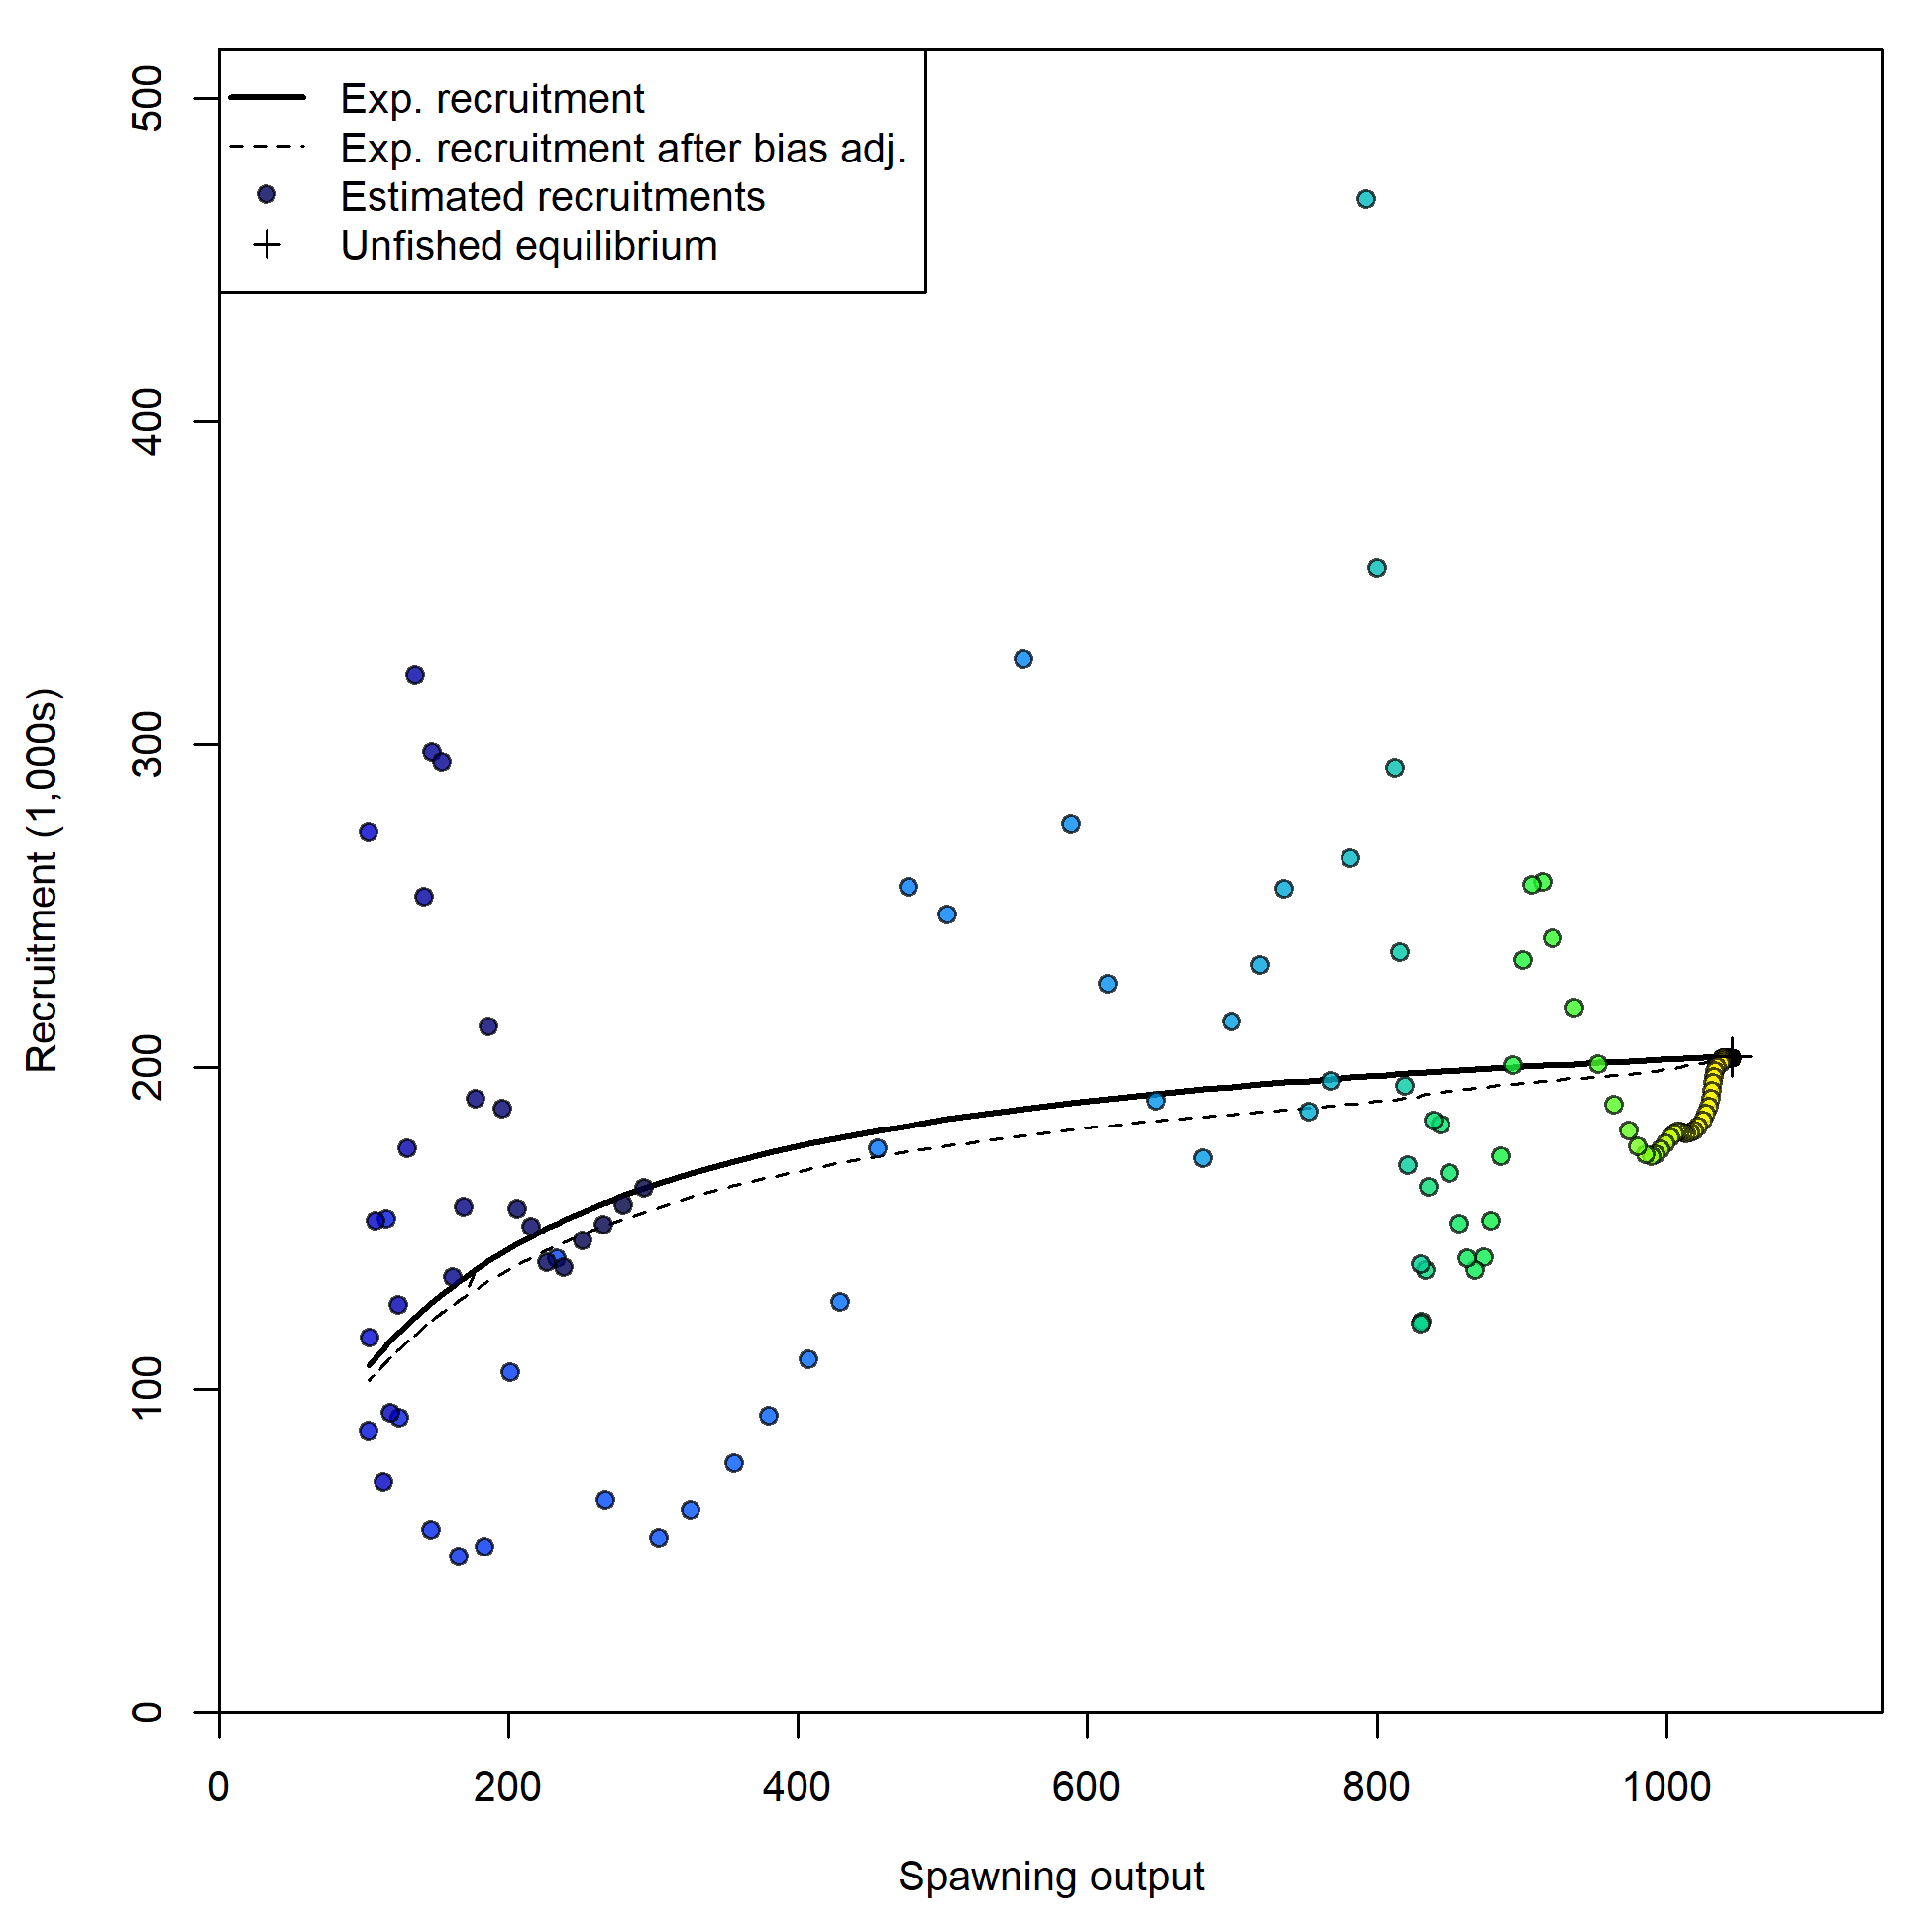 Exp. recruitment
Exp. recruitment after bias adj.
Estimated recruitments
Unfished equilibrium
500
400
300
200
100
0
Recruitment (1,000s)
0 200 400 600 800 1000
Spawning output